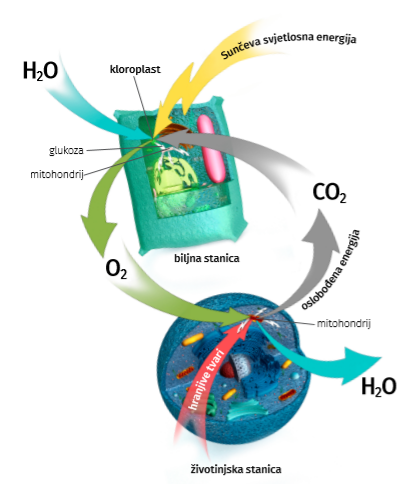 Sunčeva svjetlosna energija
kloroplast
H₂O
glukoza
mitohondrij
CO₂
biljna stanica
O₂
oslobođena energija
mitohondrij
hranjive tvari
H₂O
životinjska stanica